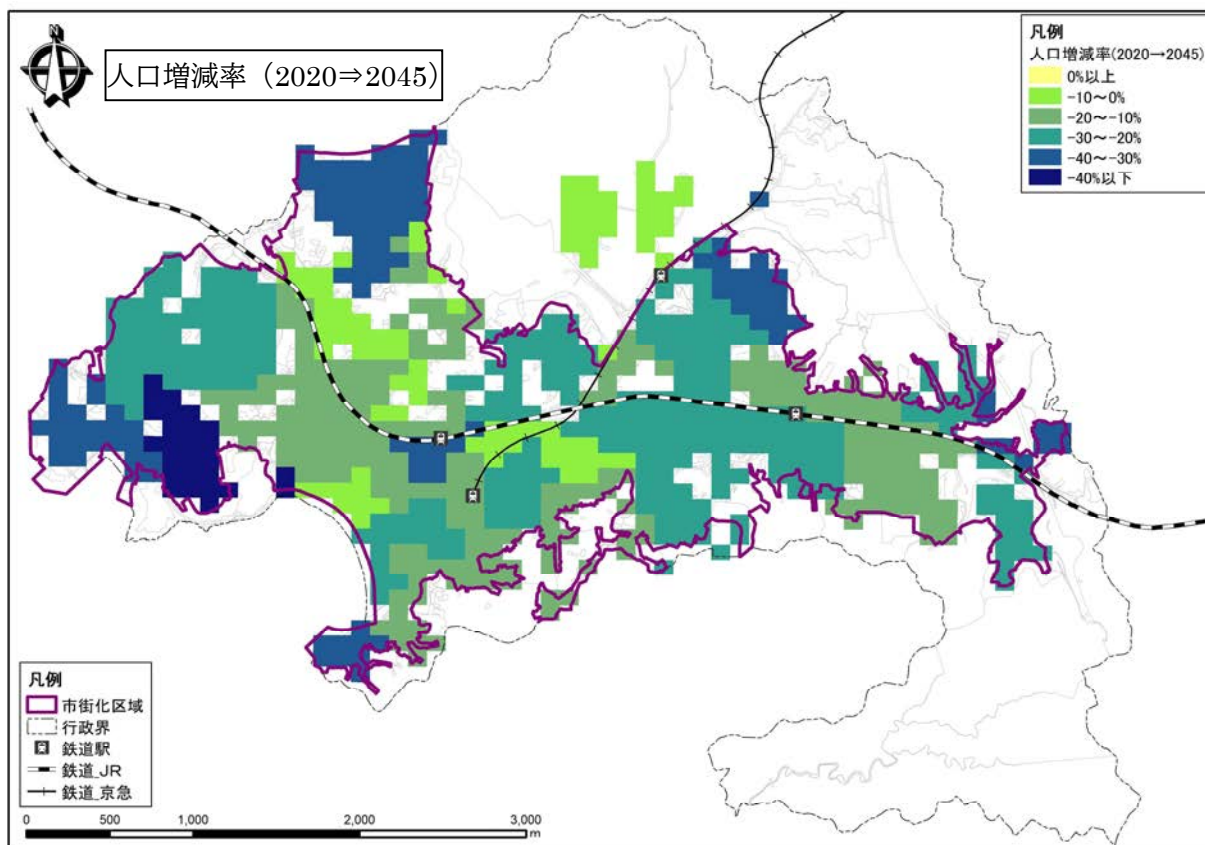 N
人口増減率（2020⇒2045）
凡例
人口増減率(2020→2045)
0%以上
-10～0%
-20～-10%
-30～-20%
-40～-30%
-40%以下
凡例
市街化区域
行政界
鉄道駅
鉄道_JR
鉄道_京急
0 500 1,000 2,000 3,000
m